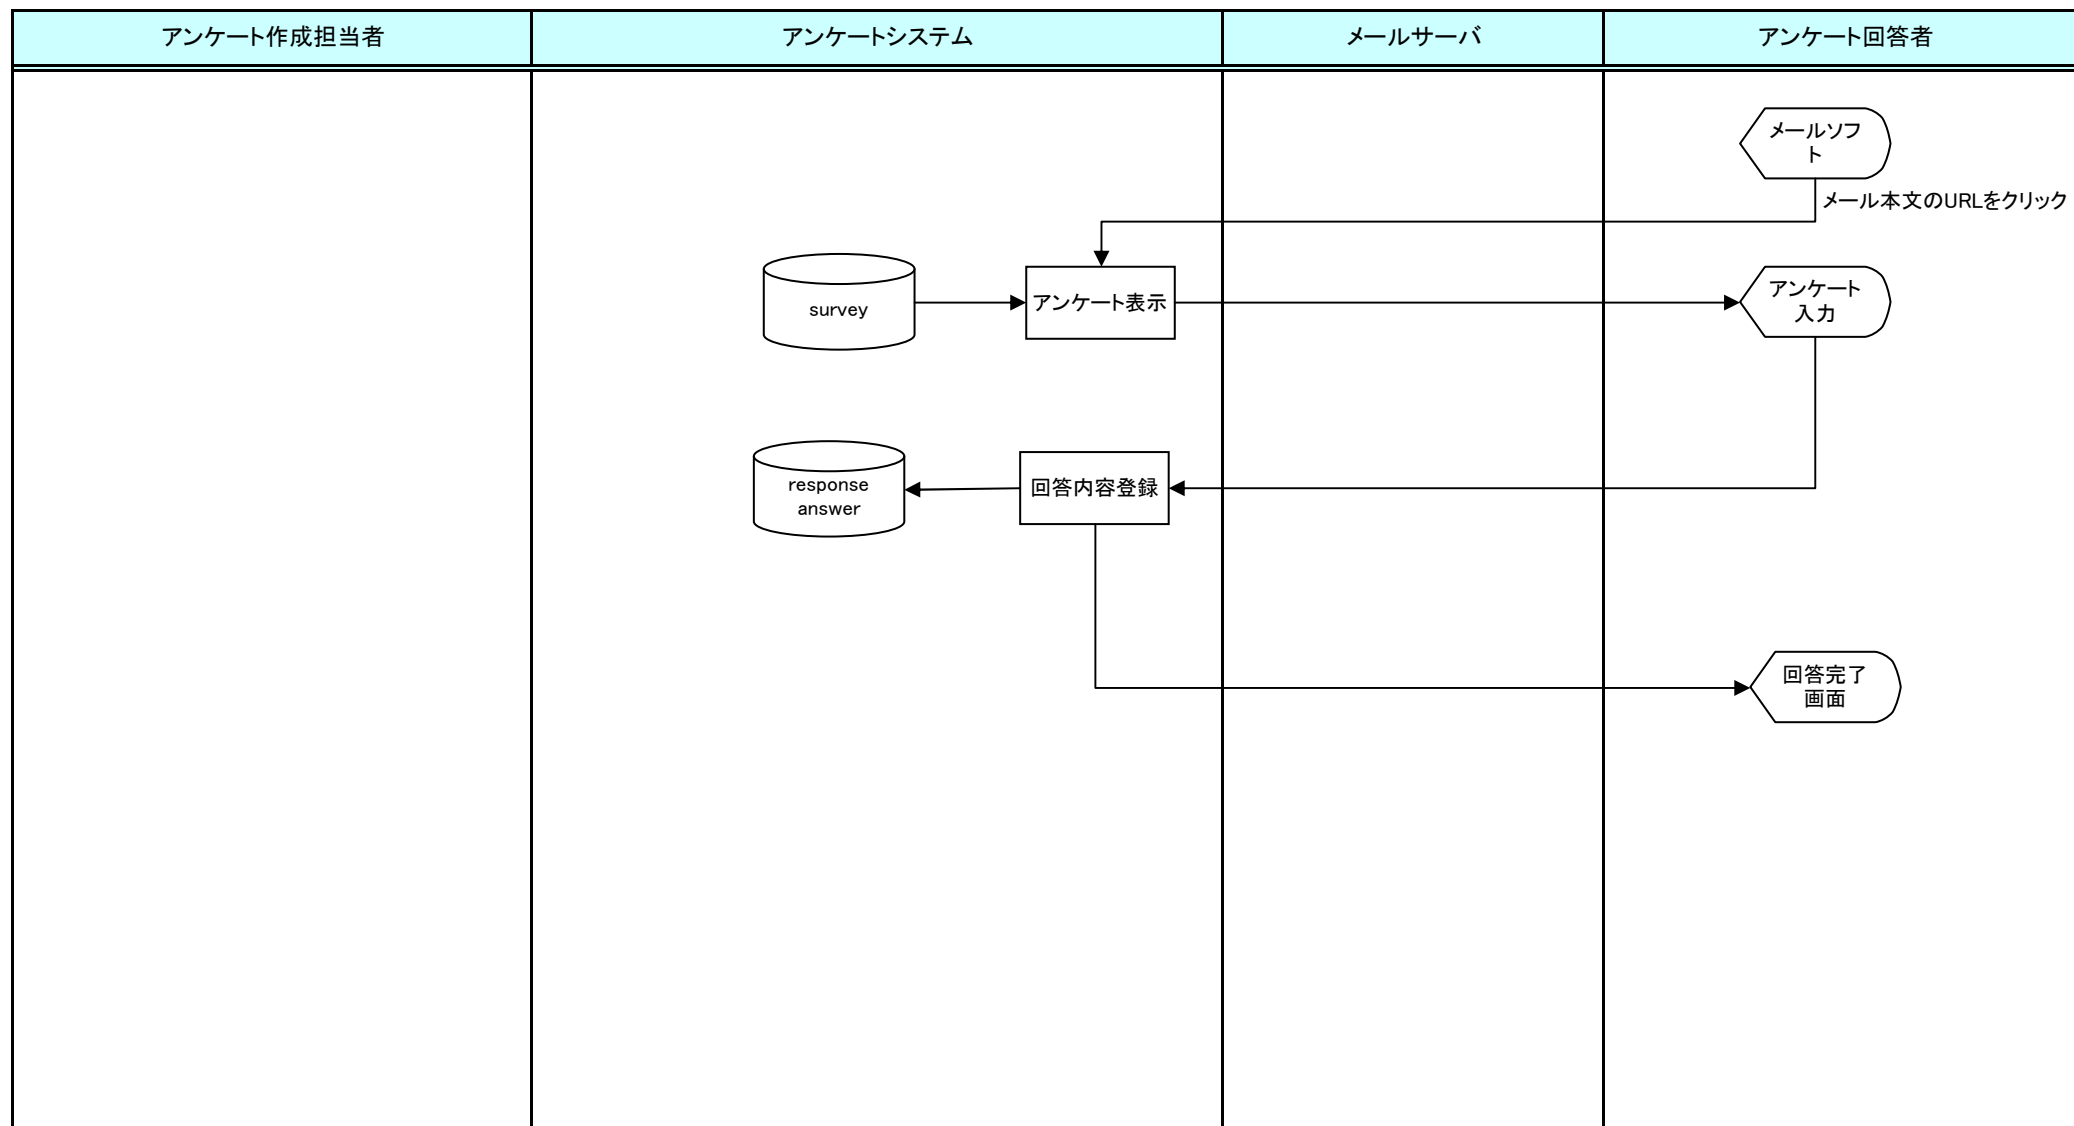 アンケート作成担当者
アンケートシステム
メールサーバ
アンケート回答者
メールソフ
ト
メール本文のURLをクリック
survey
アンケート表示
アンケート
入力
response
answer
回答内容登録
回答完了
画面